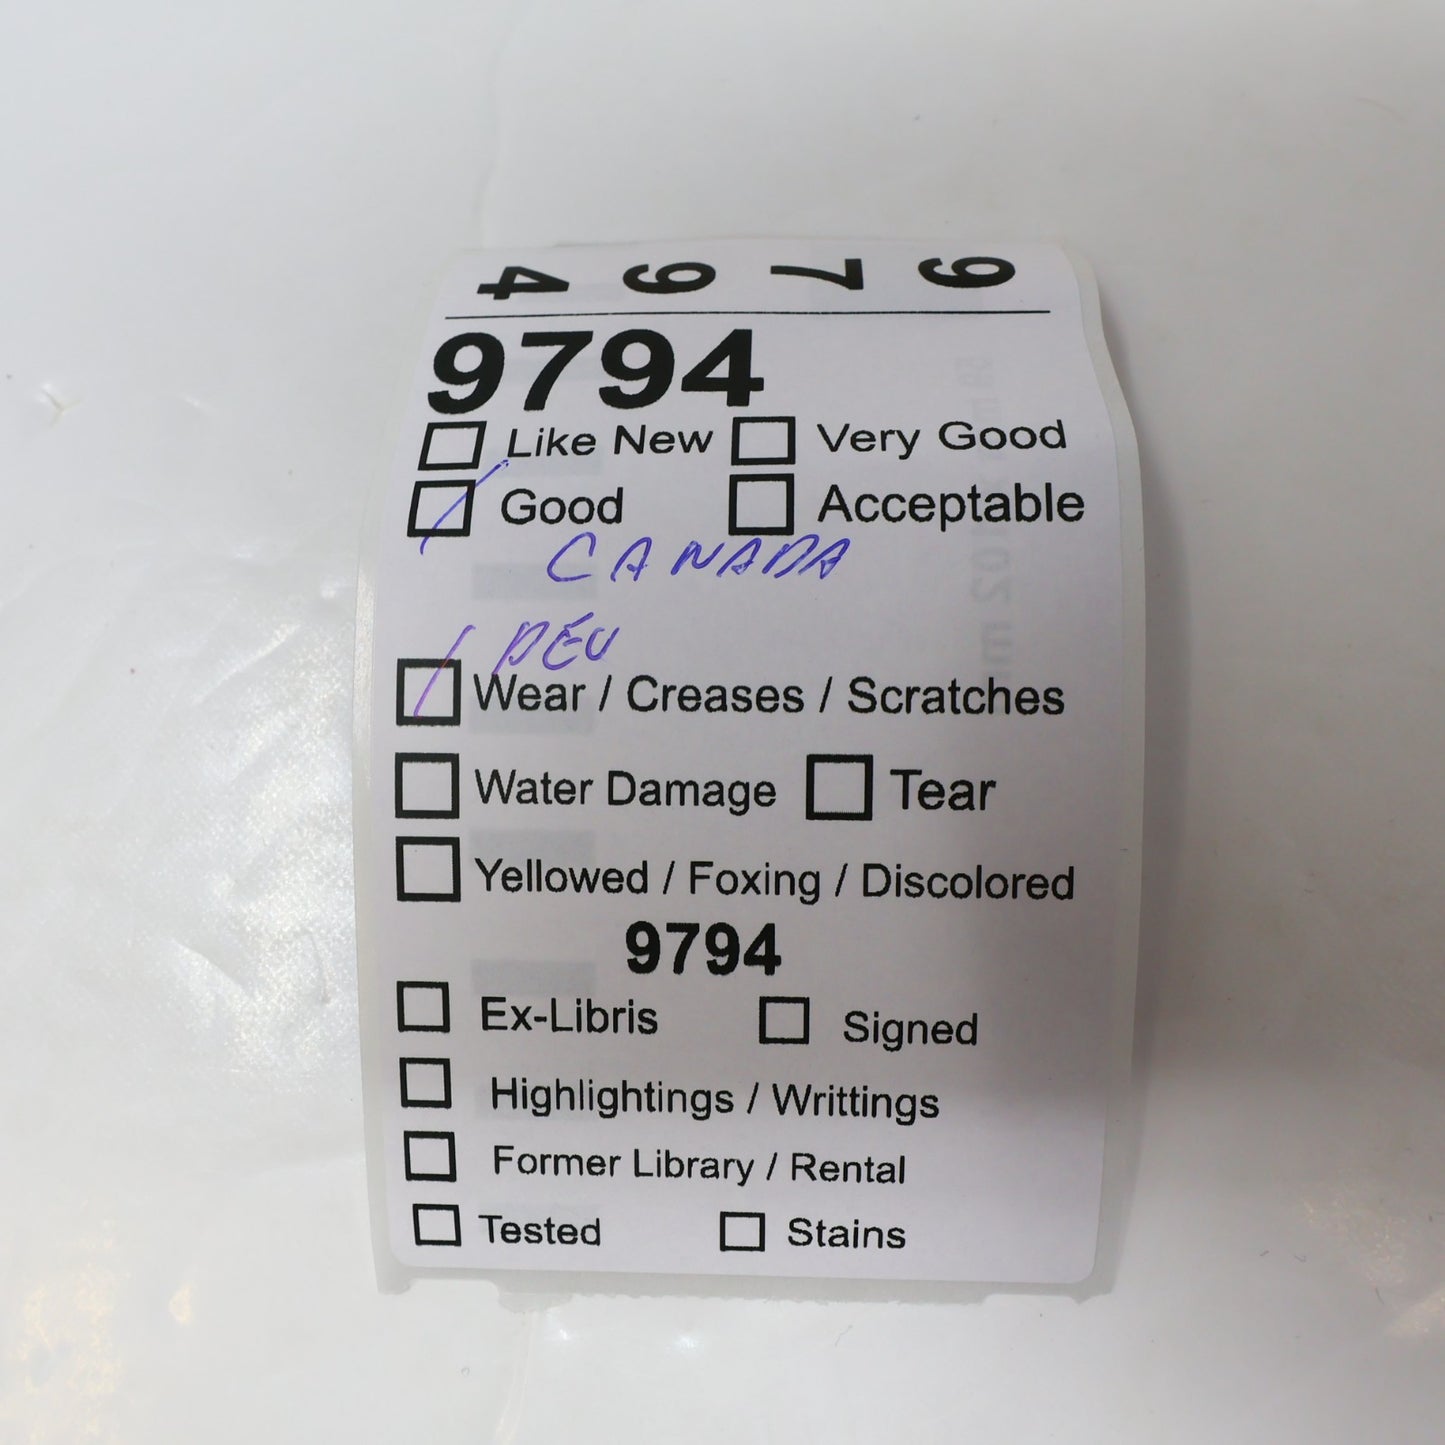 9794
9794
Like New Very Good
Good Acceptable
CANADA
PEU
Wear / Creases / Scratches
Water Damage Tear
Yellowed / Foxing / Discolored
9794
Ex-Libris Signed
Highlightings / Writtings
Former Library / Rental
Tested Stains